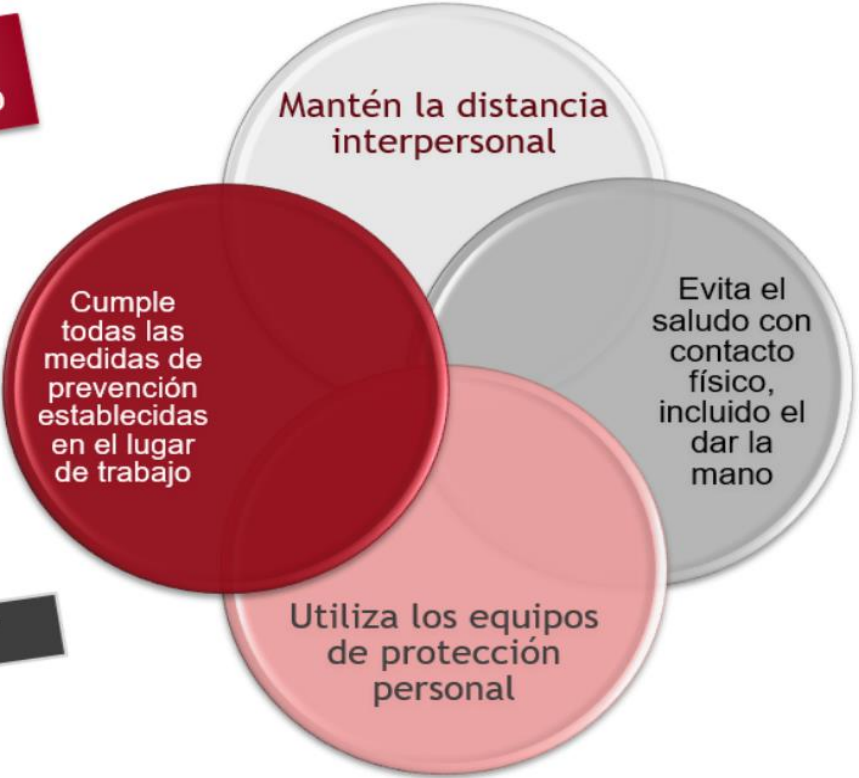 Mantén la distancia
interpersonal
Cumple
todas las
medidas de
prevención
establecidas
en el lugar
de trabajo
Evita el
saludo con
contacto
físico,
incluido el
dar la
mano
Utiliza los equipos
de protección
personal